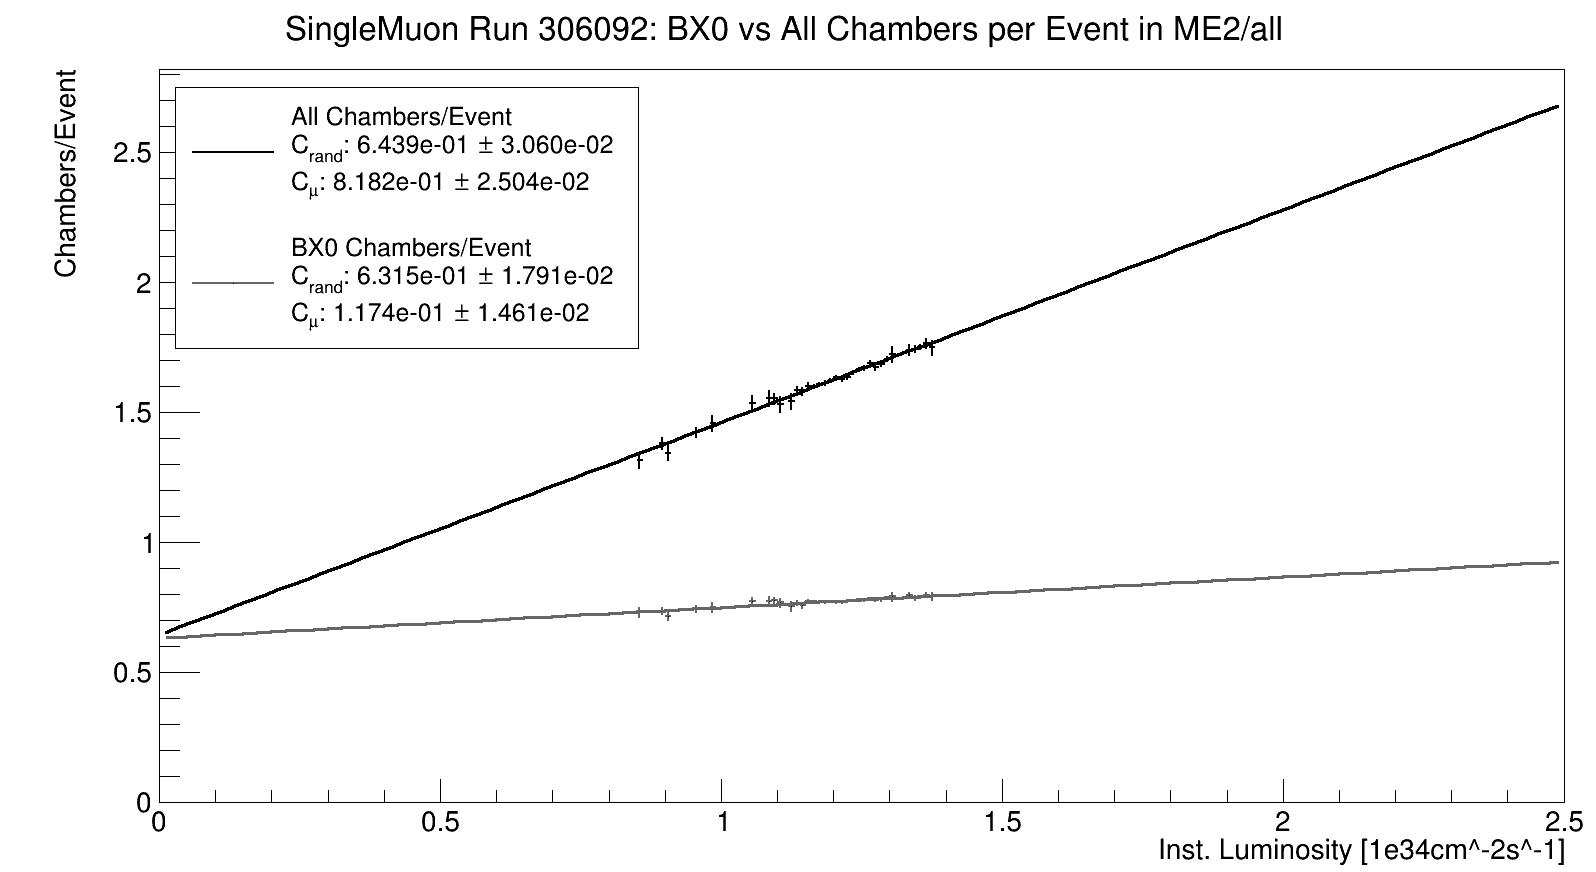 SingleMuon Run 306092: BX0 vs All Chambers per Event in ME2/all
Chambers/Event
All Chambers/Event
C_rand: 6.439e-01 ± 3.060e-02
C_μ: 8.182e-01 ± 2.504e-02
BX0 Chambers/Event
C_rand: 6.315e-01 ± 1.791e-02
C_μ: 1.174e-01 ± 1.461e-02
2.5
2
1.5
1
0.5
0
0 0.5 1 1.5 2 2.5
Inst. Luminosity [1e34cm^-2s^-1]